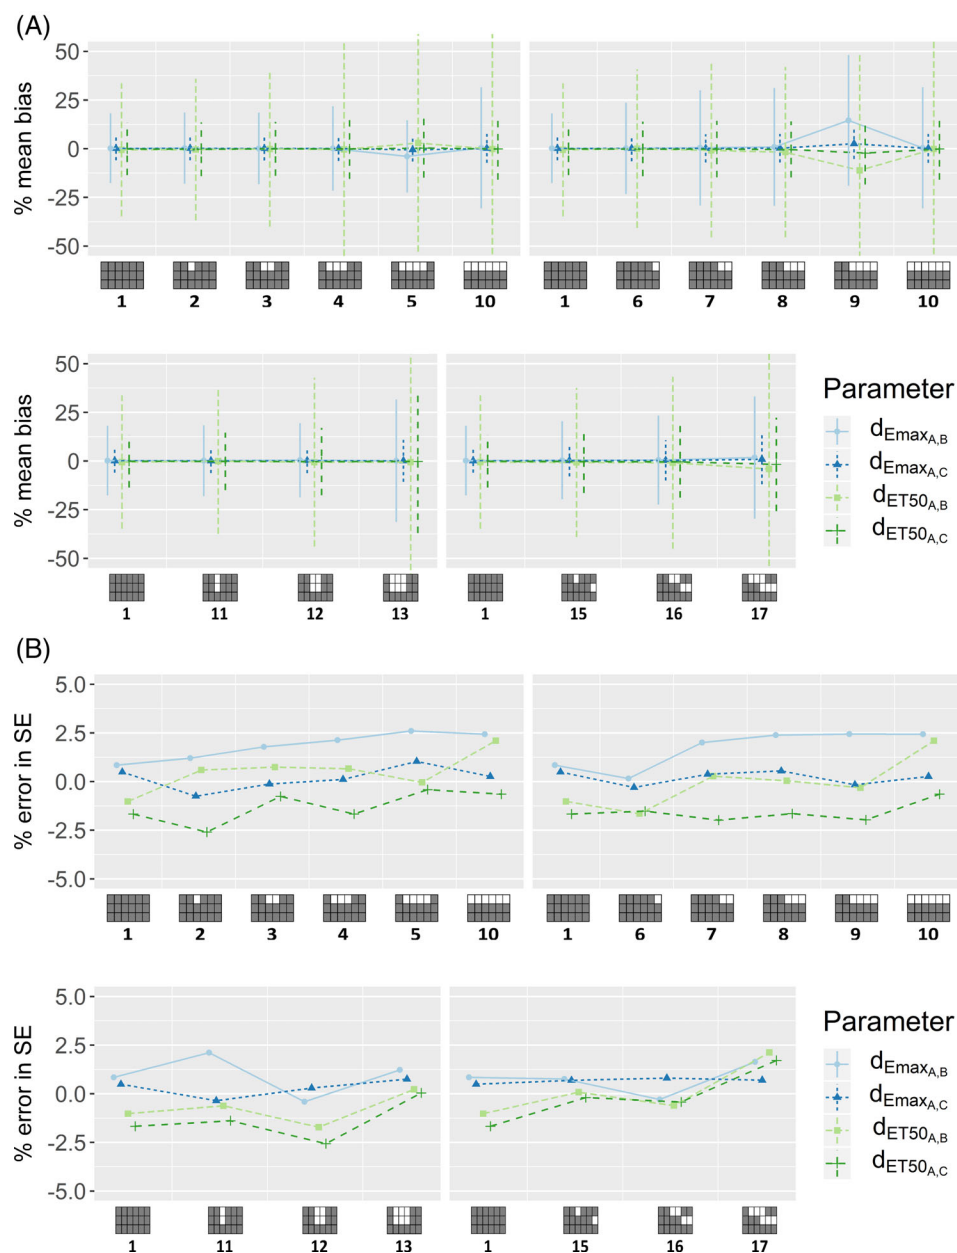 (A)
% mean bias
50
25
0
-25
-50
1 2 3 4 5 10
1 6 7 8 9 10
% mean bias
50
25
0
-25
-50
1 11 12 13
1 15 16 17
Parameter
dEmaxA,B
dEmaxA,C
dET50A,B
dET50A,C
(B)
% error in SE
5.0
2.5
0.0
-2.5
-5.0
1 2 3 4 5 10
1 6 7 8 9 10
% error in SE
5.0
2.5
0.0
-2.5
-5.0
1 11 12 13
1 15 16 17
Parameter
dEmaxA,B
dEmaxA,C
dET50A,B
dET50A,C